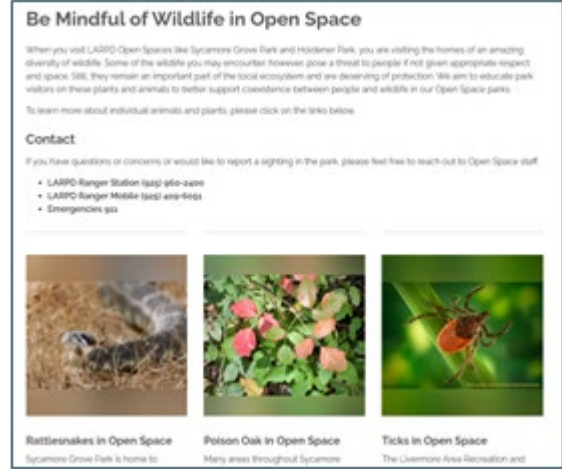 Be Mindful of Wildlife in Open Space
When you visit LARPD Open Spaces like Sycamore Grove Park and Holdener Park, you are visiting the homes of an amazing
diversity of wildlife. Some of the wildlife you may encounter, however, pose a threat to people if not given appropriate respect
and space. Still, they remain an important part of the local ecosystem and are deserving of protection. We aim to educate park
visitors on these plants and animals to better support coexistence between people and wildlife in our Open Space parks.
To learn more about individual animals and plants, please click on the links below.
Contact
If you have questions or concerns or would like to report a sighting in the park, please feel free to reach out to Open Space staff.
• LARPD Ranger Station (925) 960-2400
• LARPD Ranger Mobile (925) 409-6051
• Emergencies 911
Rattlesnakes in Open Space
Poison Oak in Open Space
Ticks in Open Space
Sycamore Grove Park is home to
Many areas throughout Sycamore
The Livermore Area Recreation and